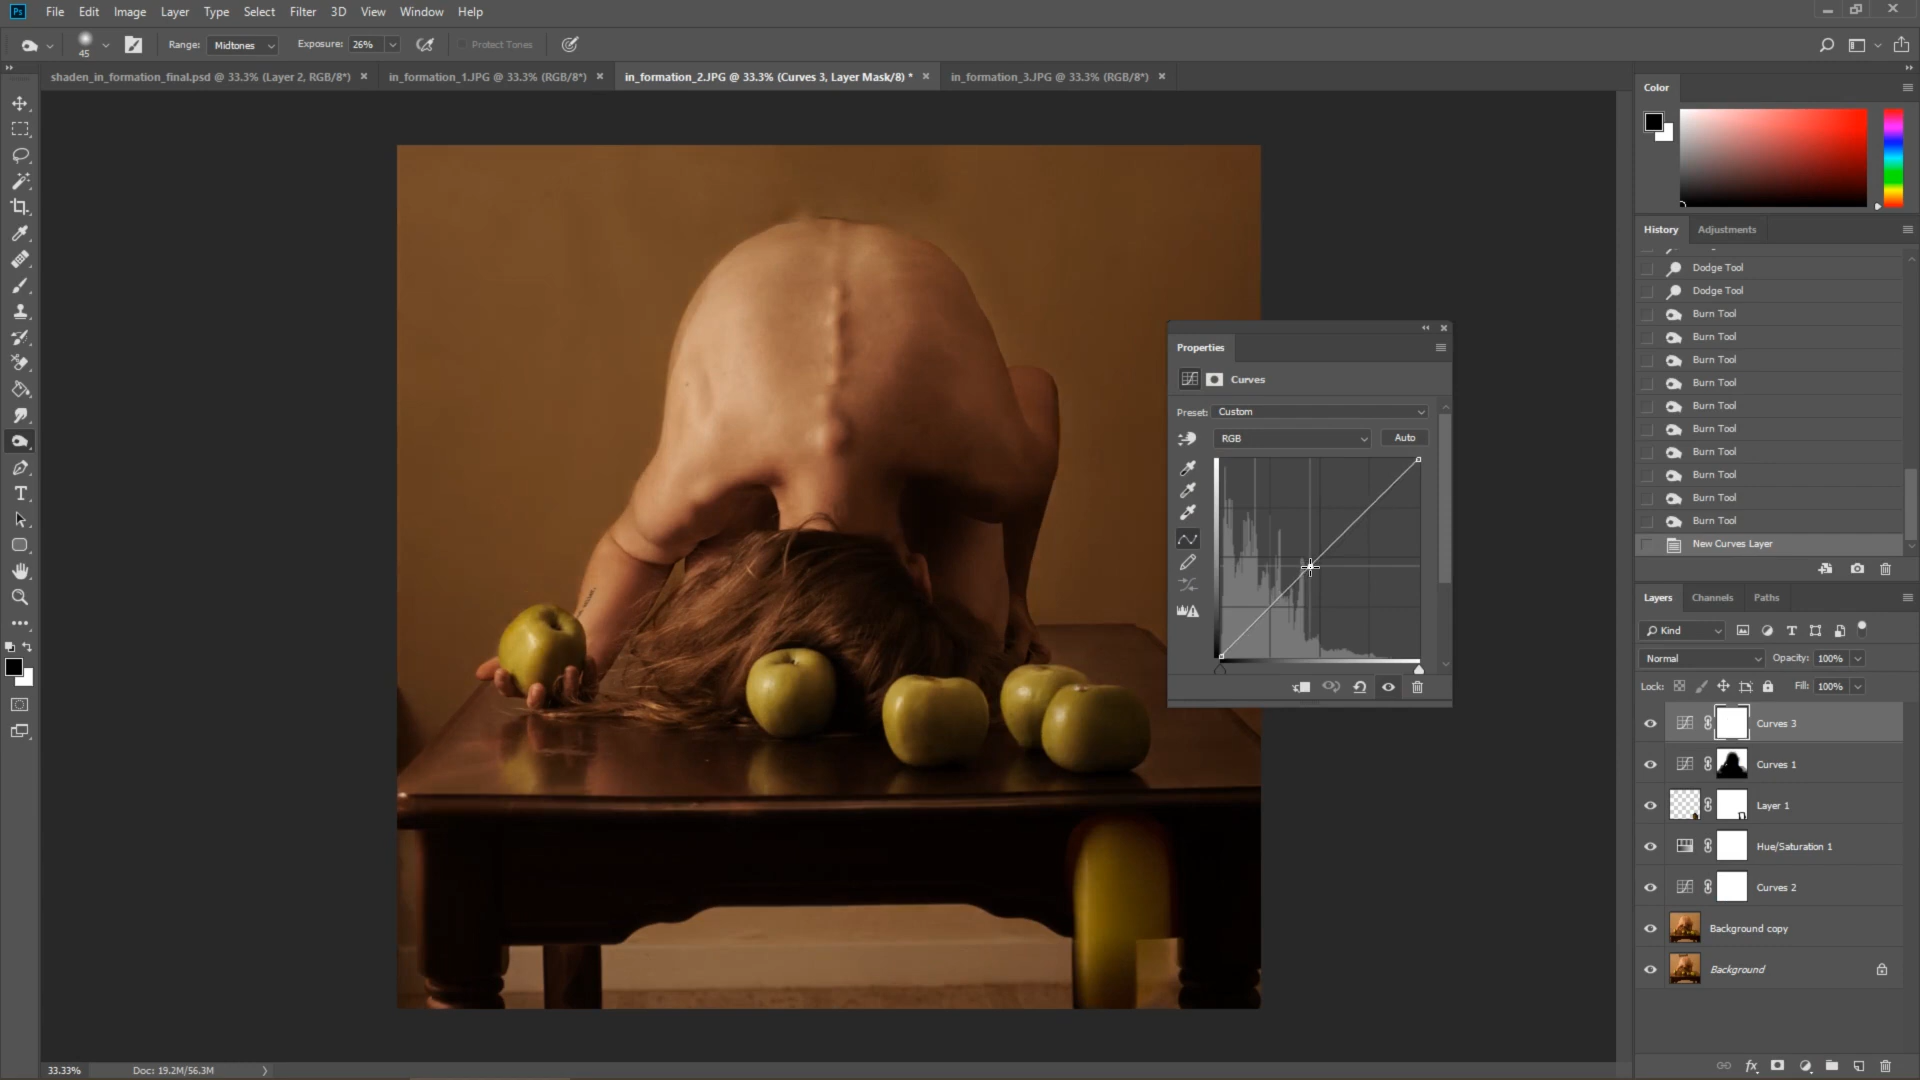 Ps File Edit Image Layer Type Select Filter 3D View Window Help
45 Range: Midtones Exposure: 26% Protect Tones
shaden_in_formation_final.psd @ 33.3% (Layer 2, RGB/8*) in_formation_1.JPG @ 33.3% (RGB/8*) in_formation_2.JPG @ 33.3% (Curves 3, Layer Mask/8) * in_formation_3.JPG @ 33.3% (RGB/8*)
Color
History Adjustments
Dodge Tool
Dodge Tool
Burn Tool
Burn Tool
Burn Tool
Burn Tool
Burn Tool
Burn Tool
Burn Tool
Burn Tool
Burn Tool
Burn Tool
New Curves Layer
Properties
Curves
Preset: Custom
RGB Auto
Layers Channels Paths
Kind
Normal Opacity: 100%
Lock: Fill: 100%
Curves 3
Curves 1
Layer 1
Hue/Saturation 1
Curves 2
Background copy
Background
33.33% Doc: 19.2M/56.3M